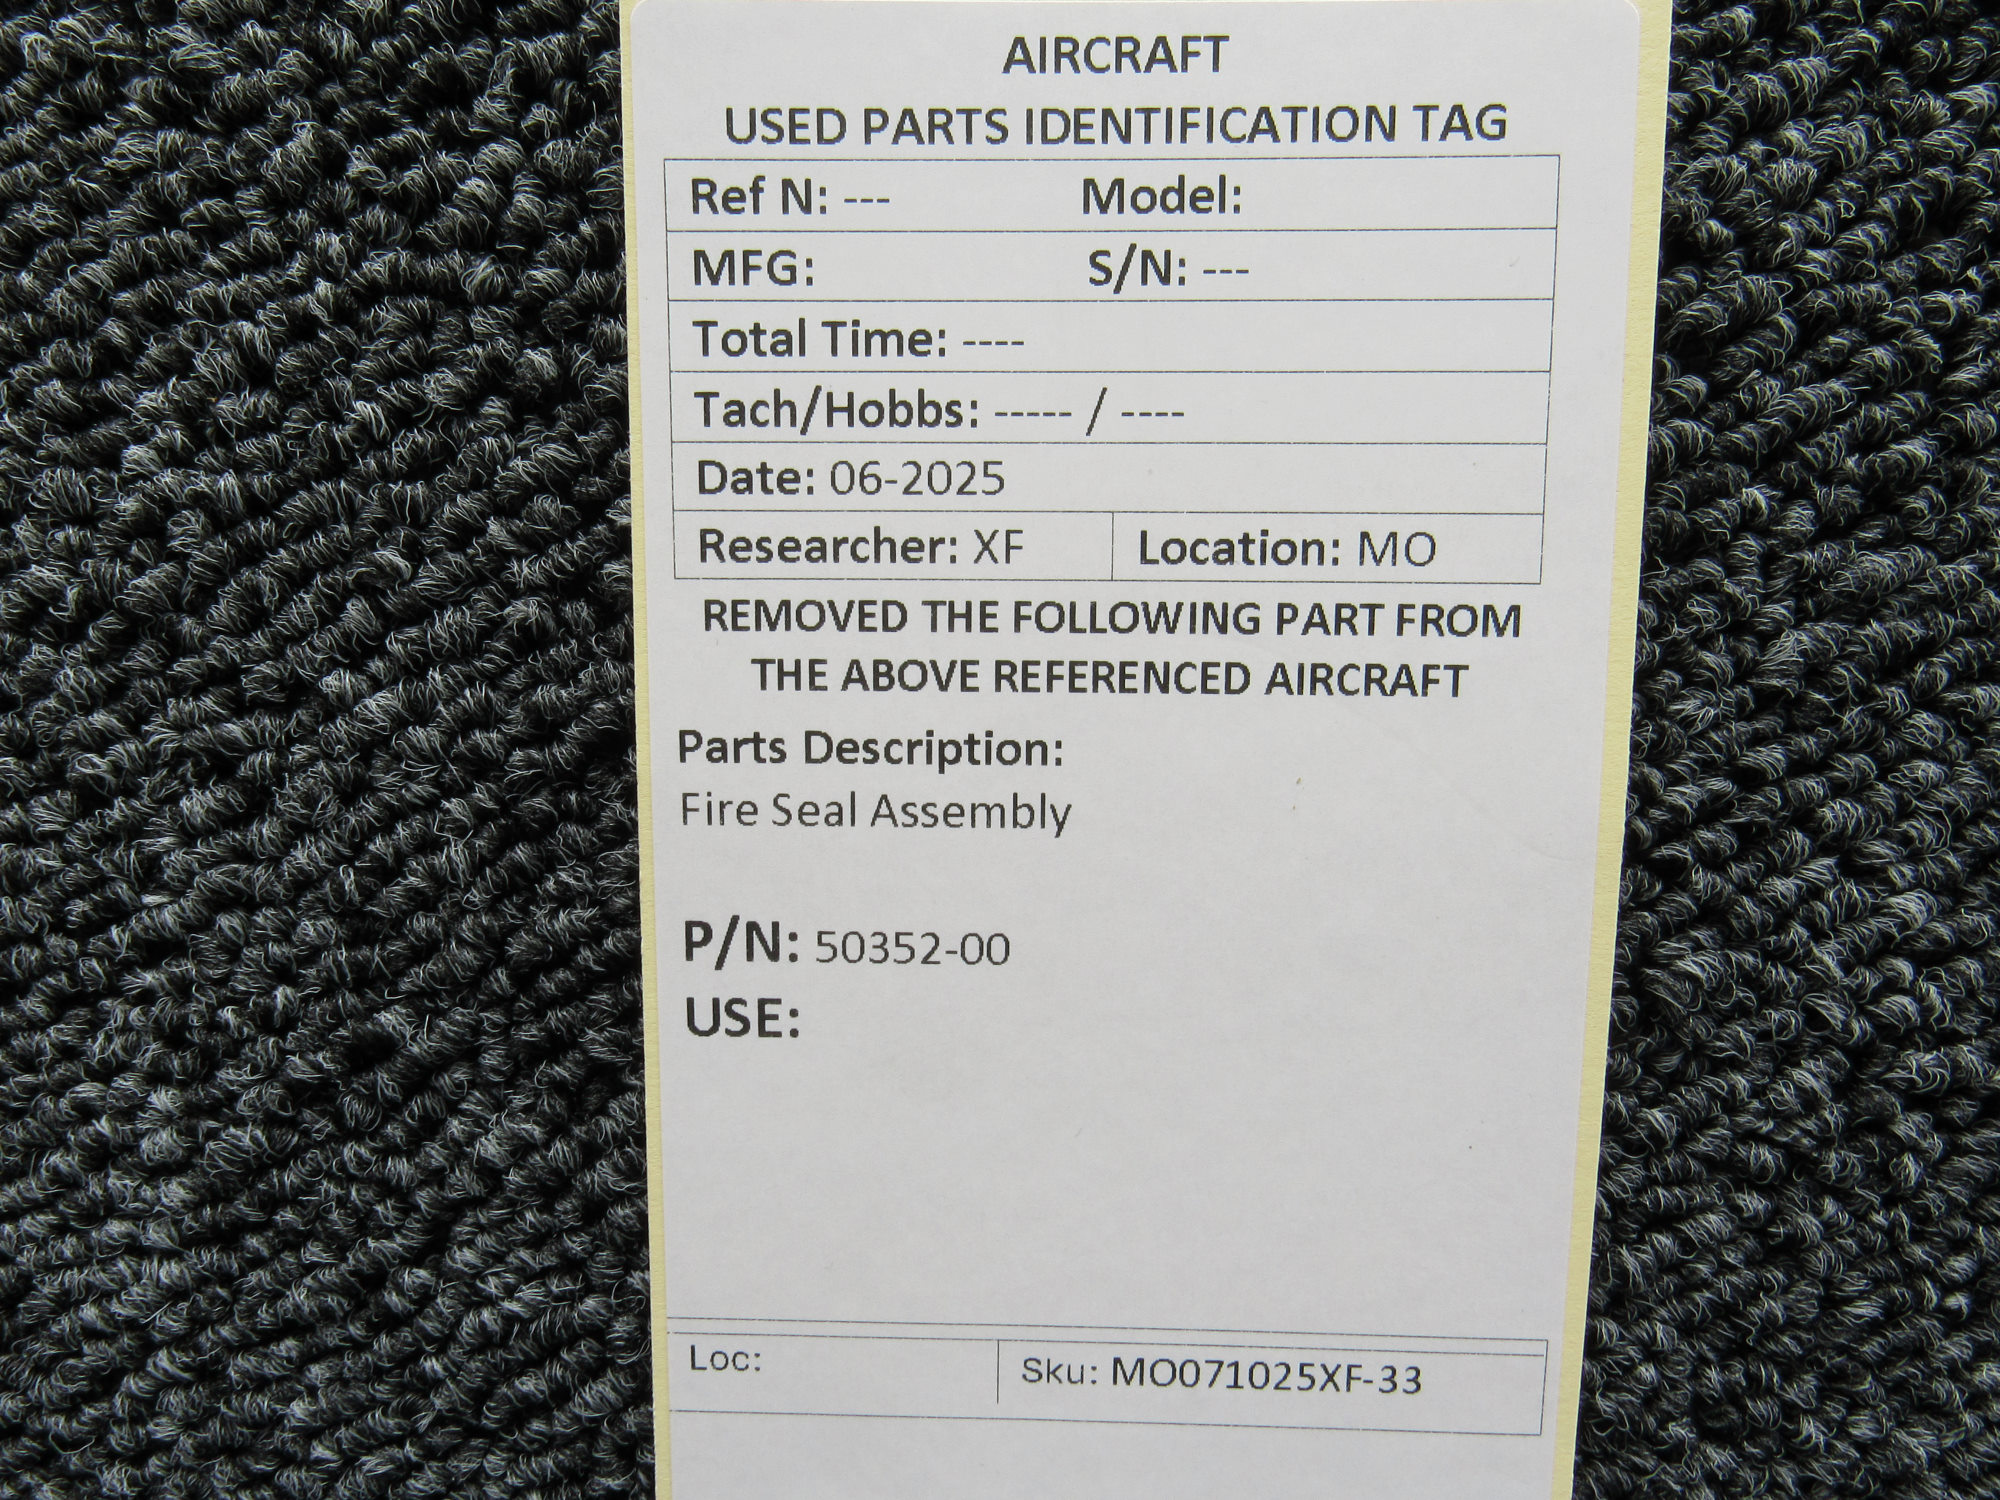 AIRCRAFT
USED PARTS IDENTIFICATION TAG
Ref N: --- Model:
MFG: S/N: ---
Total Time: ----
Tach/Hobbs: ----- / ----
Date: 06-2025
Researcher: XF Location: MO
REMOVED THE FOLLOWING PART FROM
THE ABOVE REFERENCED AIRCRAFT
Parts Description:
Fire Seal Assembly
P/N: 50352-00
USE:
Loc: Sku: MO071025XF-33